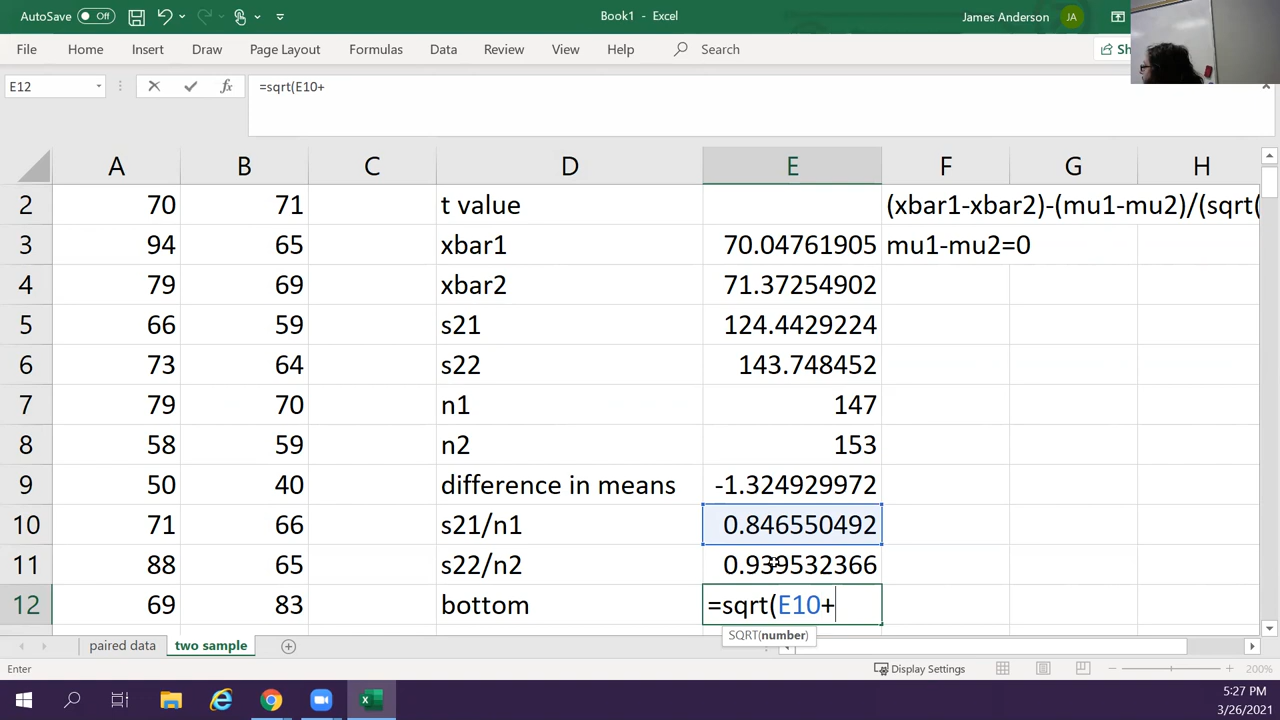 AutoSave Off Book1 - Excel James Anderson JA
File Home Insert Draw Page Layout Formulas Data Review View Help Search Sh
E12 fx =sqrt(E10+
A B C D E F G H
2 70 71 t value (xbar1-xbar2)-(mu1-mu2)/(sqrt(
3 94 65 xbar1 70.04761905 mu1-mu2=0
4 79 69 xbar2 71.37254902
5 66 59 s21 124.4429224
6 73 64 s22 143.748452
7 79 70 n1 147
8 58 59 n2 153
9 50 40 difference in means -1.324929972
10 71 66 s21/n1 0.846550492
11 88 65 s22/n2 0.939532366
12 69 83 bottom =sqrt(E10+
SQRT(number)
paired data two sample
Enter Display Settings 200%
5:27 PM
3/26/2021